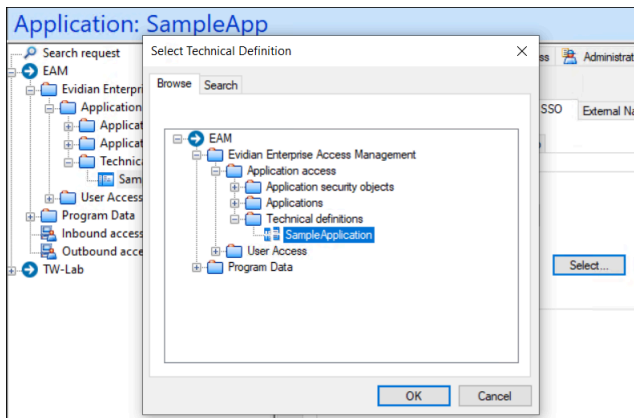 Application: SampleApp
Search request
EAM
Evidian Enterpri
Application
Applicat
Applicat
Technica
Sam
User Access
Program Data
Inbound access
Outbound acce
TW-Lab
Select Technical Definition
Browse Search
EAM
Evidian Enterprise Access Management
Application access
Application security objects
Applications
Technical definitions
SampleApplication
User Access
Program Data
OK Cancel
ss Administrat
SSO External Na
Select...